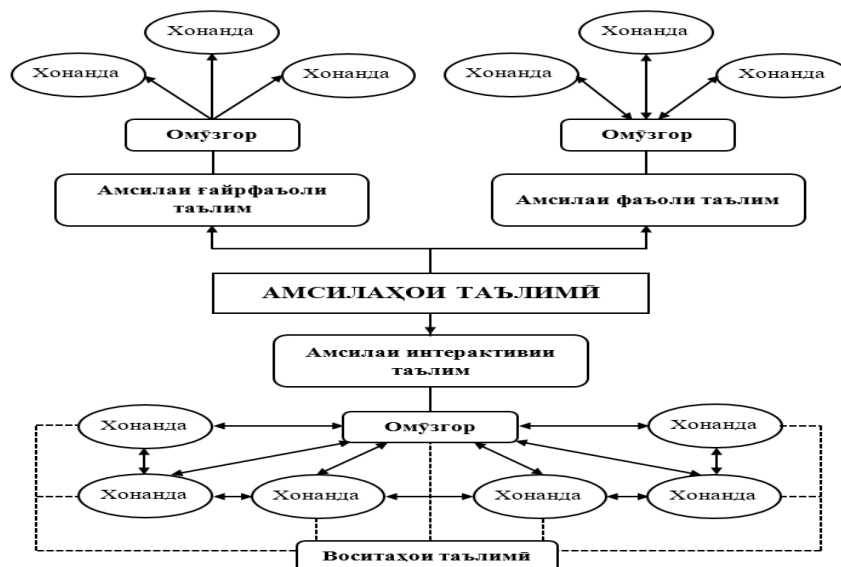 Хонанда
Хонанда
Хонанда
Омӯзгор
Амсилаи ғайрфаъоли
таълим
Хонанда
Хонанда
Хонанда
Омӯзгор
Амсилаи фаъоли таълим
АМСИЛАҲОИ ТАЪЛИМӢ
Амсилаи интерактивии
таълим
Хонанда
Омӯзгор
Хонанда
Хонанда
Хонанда
Хонанда
Хонанда
Воситаҳои таълимӣ